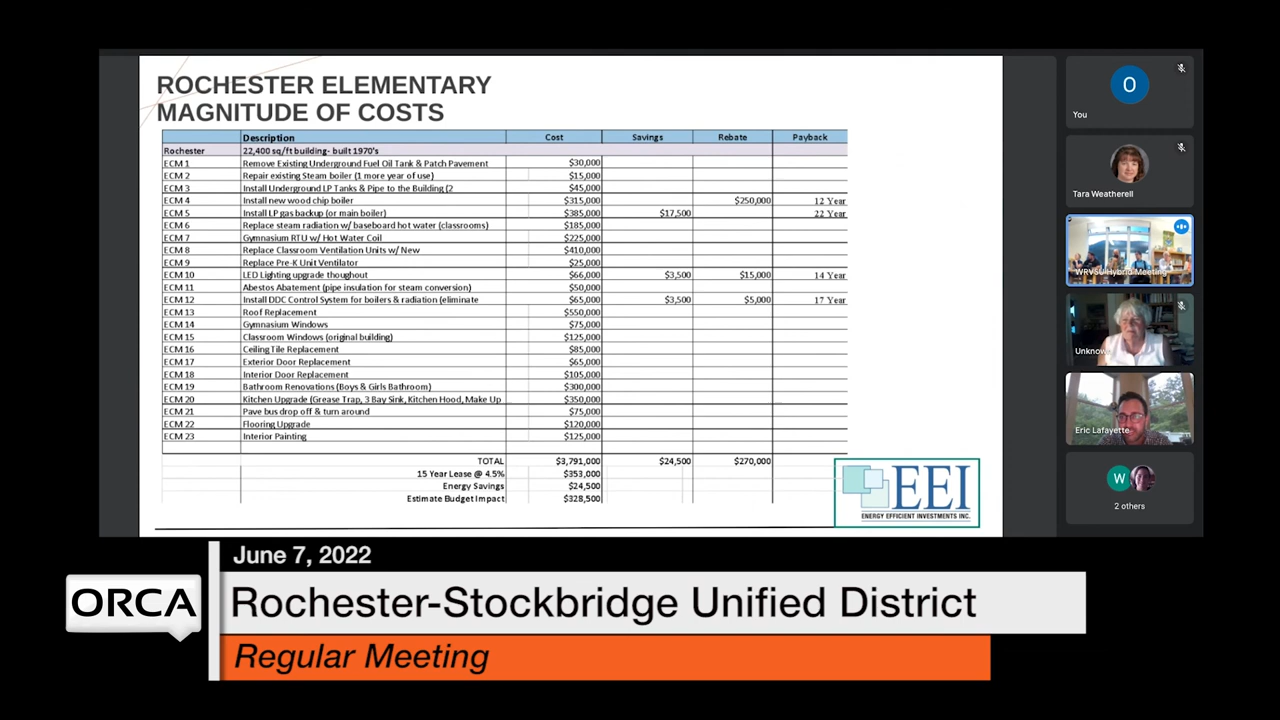 ROCHESTER ELEMENTARY
MAGNITUDE OF COSTS
Description Cost Savings Rebate Payback
Rochester 22,400 sq/ft building- built 1970's
ECM 1 Remove Existing Underground Fuel Oil Tank & Patch Pavement $30,000
ECM 2 Repair existing Steam boiler (1 more year of use) $15,000
ECM 3 Install Underground LP Tanks & Pipe to the Building (2 $45,000
ECM 4 Install new wood chip boiler $315,000 $250,000 12 Year
ECM 5 Install LP gas backup (or main boiler) $385,000 $17,500 22 Year
ECM 6 Replace steam radiation w/ baseboard hot water (classrooms) $185,000
ECM 7 Gymnasium RTU w/ Hot Water Coil $225,000
ECM 8 Replace Classroom Ventilation Units w/ New $410,000
ECM 9 Replace Pre-K Unit Ventilator $25,000
ECM 10 LED Lighting upgrade thoughout $66,000 $3,500 $15,000 14 Year
ECM 11 Abestos Abatement (pipe insulation for steam conversion) $50,000
ECM 12 Install DDC Control System for boilers & radiation (eliminate $65,000 $3,500 $5,000 17 Year
ECM 13 Roof Replacement $550,000
ECM 14 Gymnasium Windows $75,000
ECM 15 Classroom Windows (original building) $125,000
ECM 16 Ceiling Tile Replacement $85,000
ECM 17 Exterior Door Replacement $65,000
ECM 18 Interior Door Replacement $105,000
ECM 19 Bathroom Renovations (Boys & Girls Bathroom) $300,000
ECM 20 Kitchen Upgrade (Grease Trap, 3 Bay Sink, Kitchen Hood, Make Up $350,000
ECM 21 Pave bus drop off & turn around $75,000
ECM 22 Flooring Upgrade $120,000
ECM 23 Interior Painting $125,000
TOTAL $3,791,000 $24,500 $270,000
15 Year Lease @ 4.5% $353,000
Energy Savings $24,500
Estimate Budget Impact $328,500
EEI
ENERGY EFFICIENT INVESTMENTS INC.
O
You
Tara Weatherell
WRVSU Hybrid Meeting
Unknown
Eric Lafayette
W
2 others
June 7, 2022
ORCA
Rochester-Stockbridge Unified District
Regular Meeting